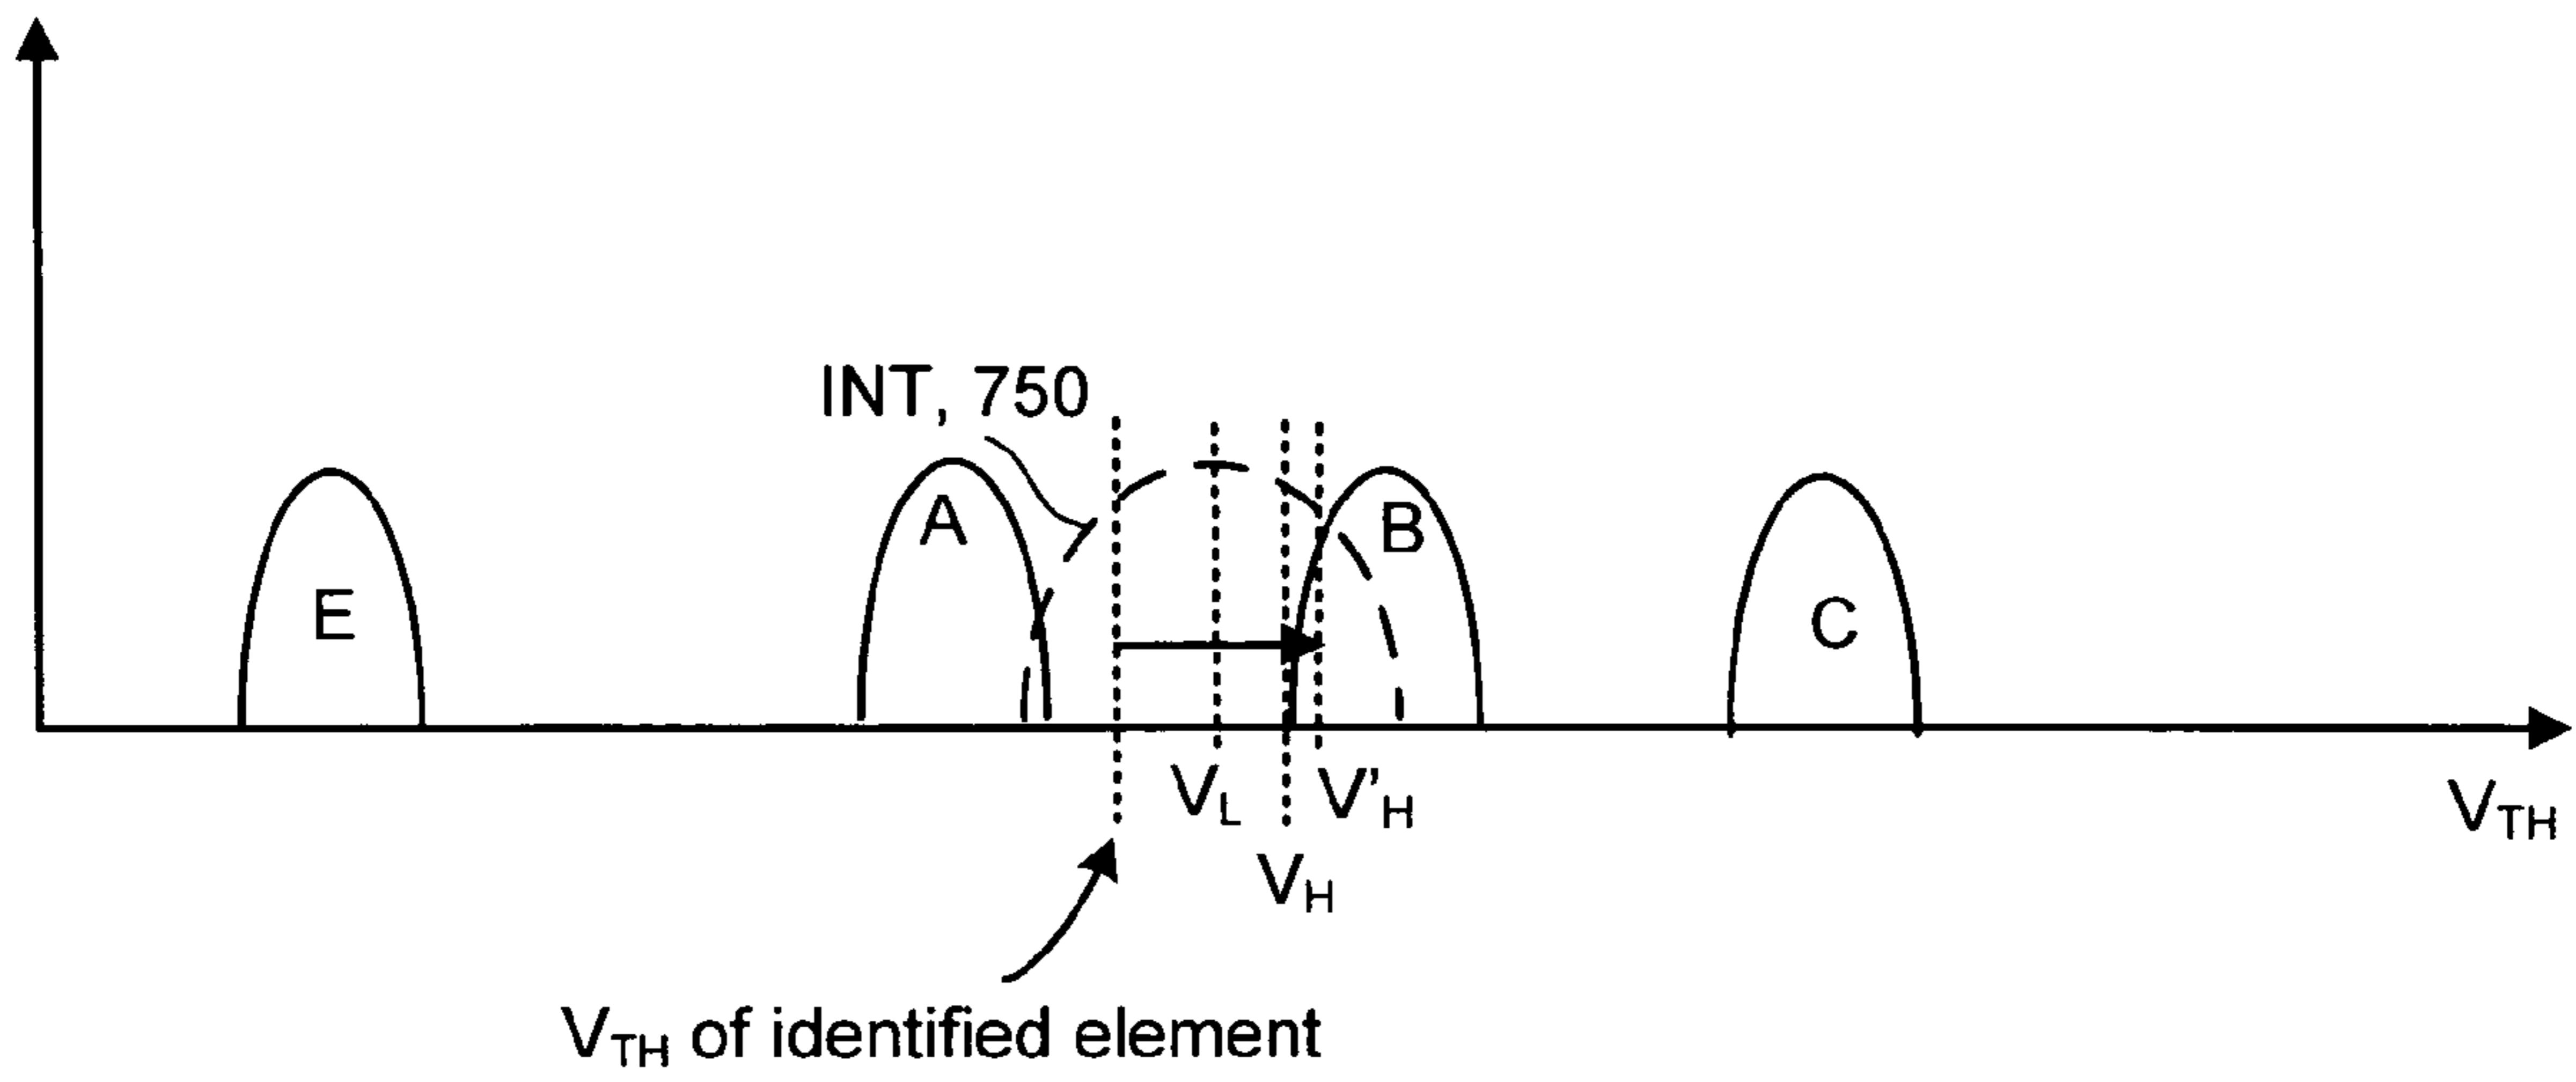 INT, 750
A
B
E
C
V_L
V'_H
V_TH
V_H
V_TH of identified element